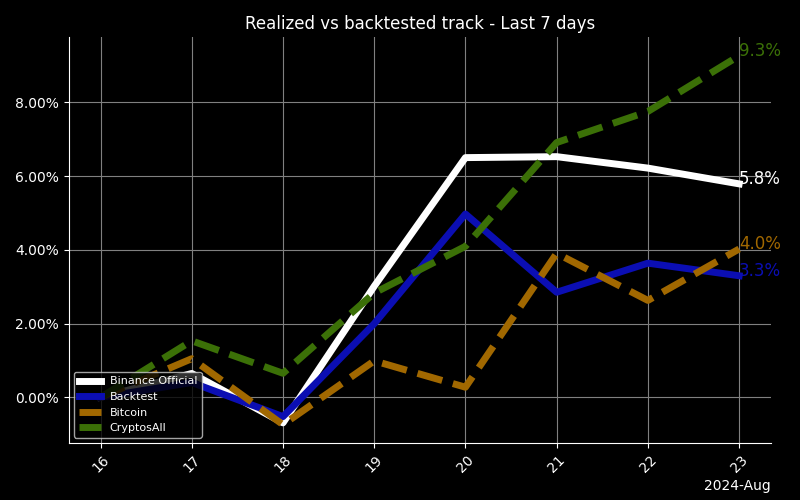 Realized vs backtested track - Last 7 days
9.3%
8.00%
6.00%
5.8%
4.00%
4.0%
3.3%
2.00%
0.00%
Binance Official
Backtest
Bitcoin
CryptosAll
16 17 18 19 20 21 22 23
2024-Aug